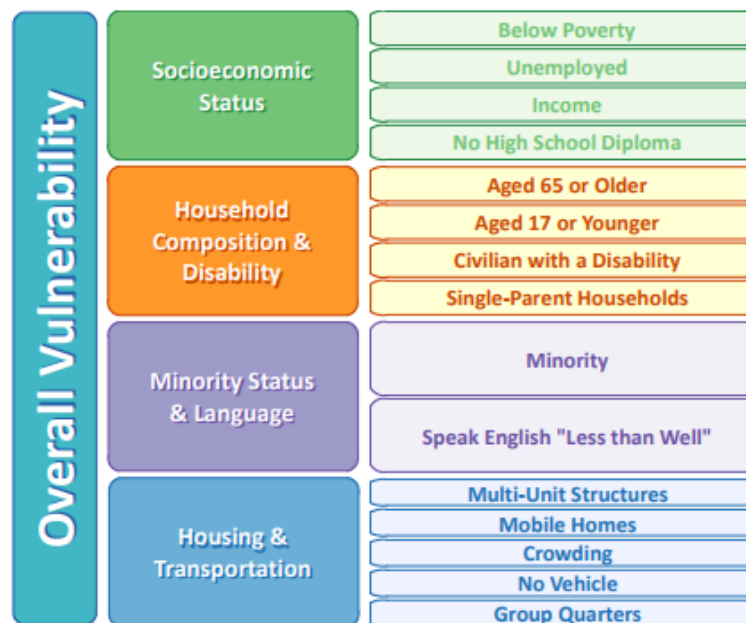 Overall Vulnerability
Socioeconomic
Status
Below Poverty
Unemployed
Income
No High School Diploma
Household
Composition &
Disability
Aged 65 or Older
Aged 17 or Younger
Civilian with a Disability
Single-Parent Households
Minority Status
& Language
Minority
Speak English "Less than Well"
Housing &
Transportation
Multi-Unit Structures
Mobile Homes
Crowding
No Vehicle
Group Quarters